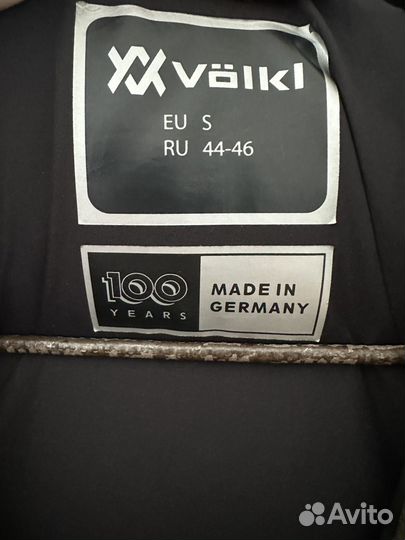 Völkl
EU S
RU 44-46
100
YEARS
MADE IN
GERMANY
Avito